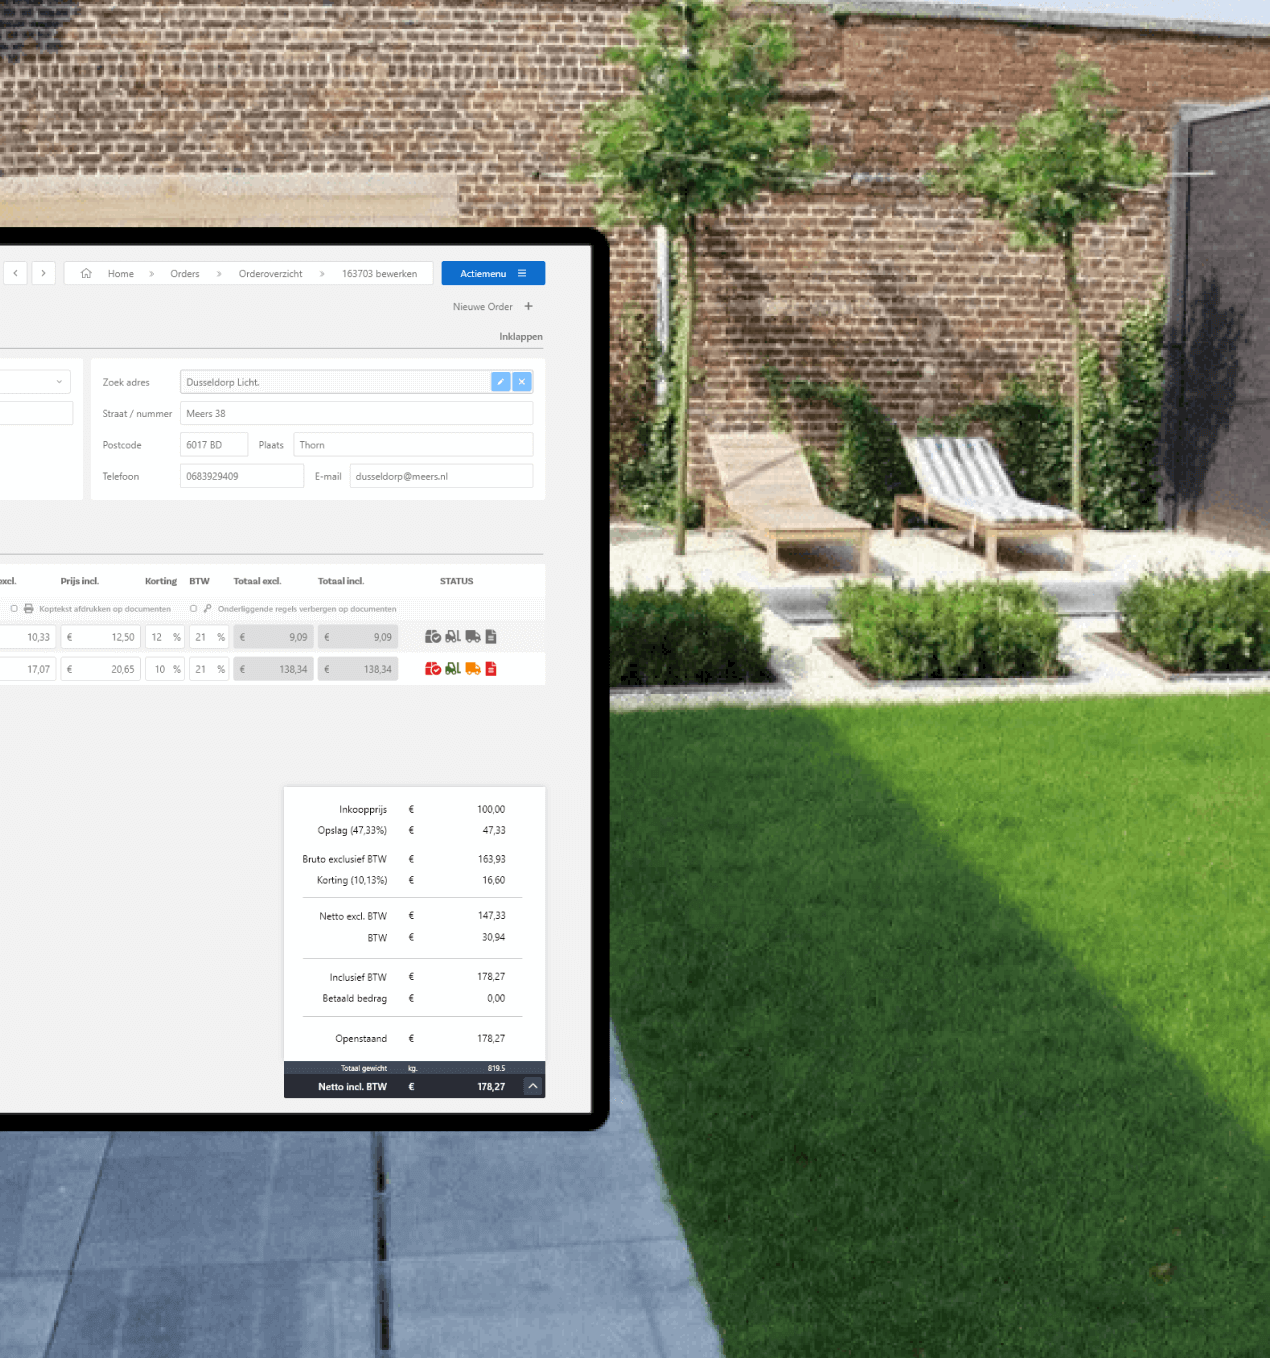 Home » Orders » Orderoverzicht » 163703 bewerken Actiemenu
Nieuwe Order +
Inklappen
Zoek adres Dusseldorp Licht.
Straat / nummer Meers 38
Postcode 6017 BD Plaats Thorn
Telefoon 0683929409 E-mail dusseldorp@meers.nl
excl. Prijs incl. Korting BTW Totaal excl. Totaal incl. STATUS
Koptekst afdrukken op documenten Onderliggende regels verbergen op documenten
10,33 € 12,50 12 % 21 % € 9,09 € 9,09
17,07 € 20,65 10 % 21 % € 138,34 € 138,34
Inkoopprijs € 100,00
Opslag (47,33%) € 47,33
Bruto exclusief BTW € 163,93
Korting (10,13%) € 16,60
Netto excl. BTW € 147,33
BTW € 30,94
Inclusief BTW € 178,27
Betaald bedrag € 0,00
Openstaand € 178,27
Totaal gewicht kg. 819.5
Netto incl. BTW € 178,27